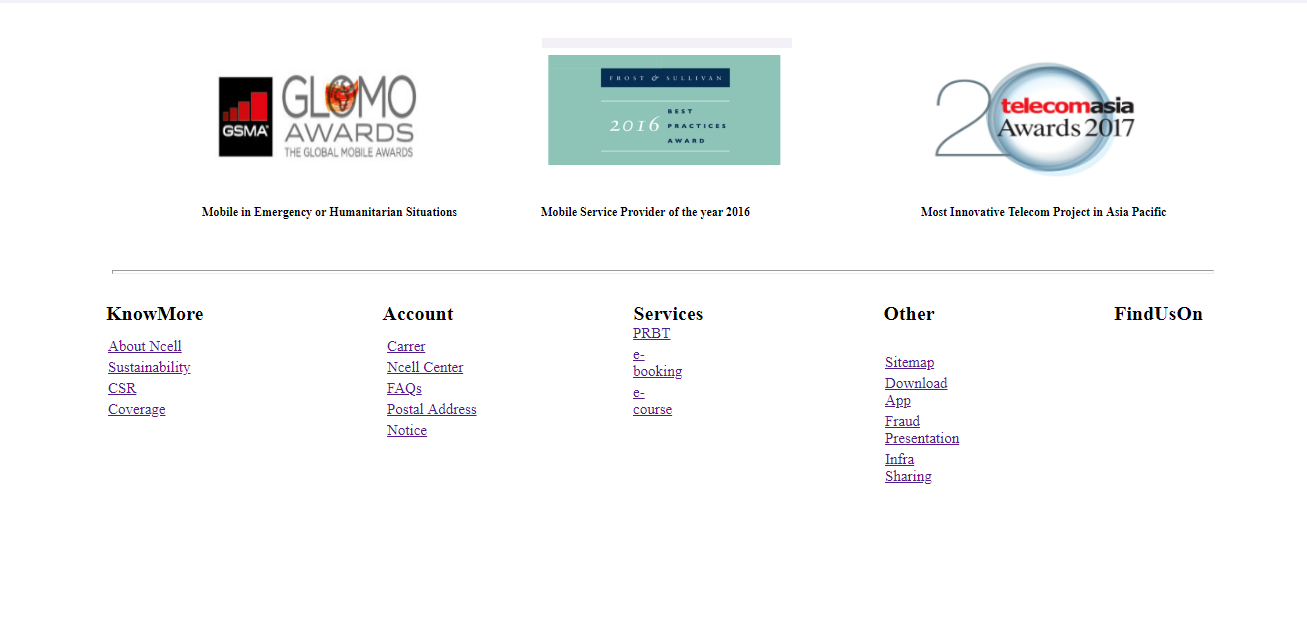 GSMA
GLOMO
AWARDS
THE GLOBAL MOBILE AWARDS
FROST & SULLIVAN
2016
BEST
PRACTICES
AWARD
20
telecomasia
Awards 2017
Mobile in Emergency or Humanitarian Situations
Mobile Service Provider of the year 2016
Most Innovative Telecom Project in Asia Pacific
KnowMore
About Ncell
Sustainability
CSR
Coverage
Account
Carrer
Ncell Center
FAQs
Postal Address
Notice
Services
PRBT
e-
booking
e-
course
Other
Sitemap
Download
App
Fraud
Presentation
Infra
Sharing
FindUsOn